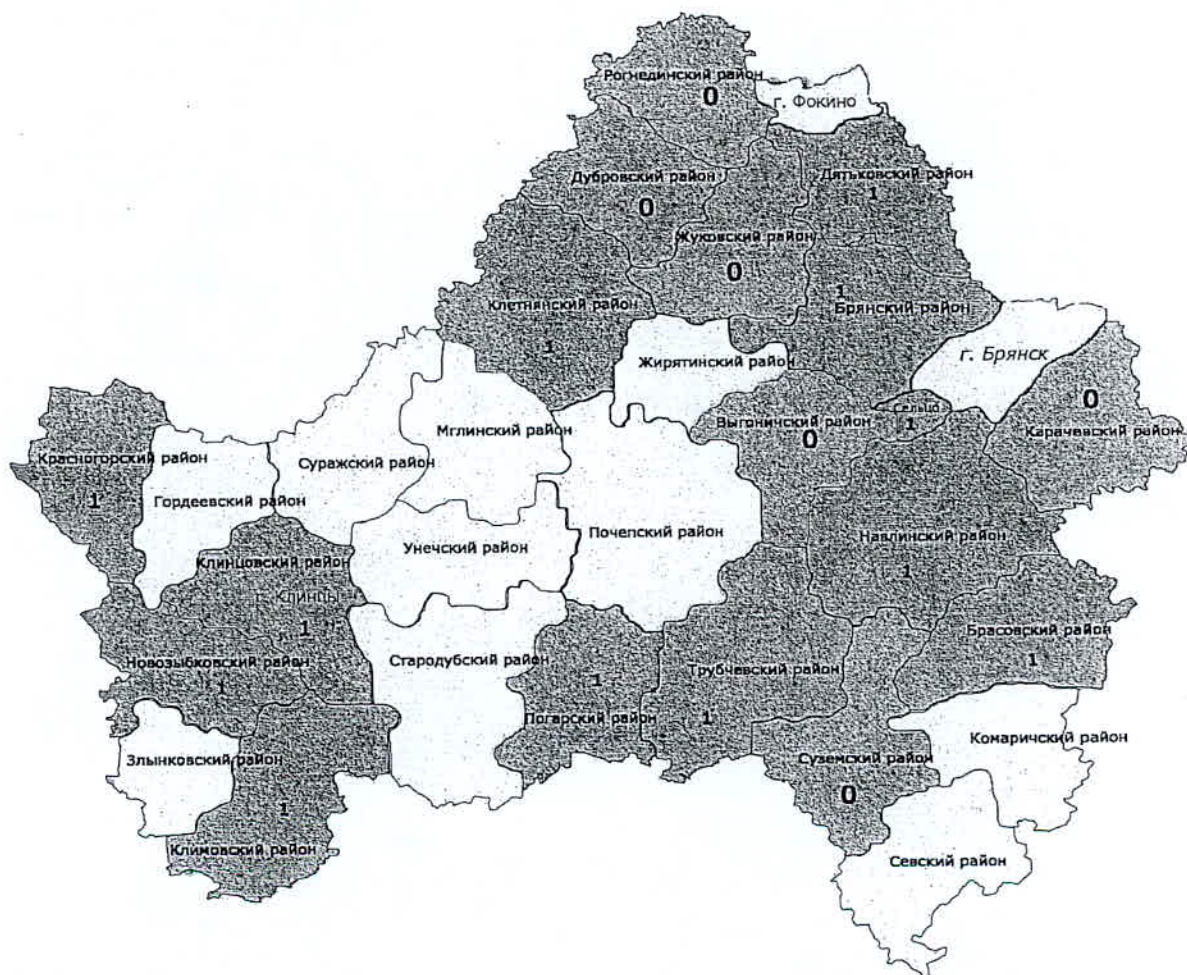 Рогнединский район
0
г. Фокино
Дубровский район
0
Дятьковский район
1
Жуковский район
0
Клетнянский район
1
1
Брянский район
г. Брянск
Жирятинский район
0
Карачевский район
Сельцо
1
Выгоничский район
0
Мглинский район
Суражский район
Красногорский район
1
Гордеевский район
Почепский район
Унечский район
Навлинский район
1
Клинцовский район
Клинцы
1
Брасовский район
1
Новозыбковский район
1
Стародубский район
Трубчевский район
1
1
Погарский район
Комаричский район
Суземский район
0
Злынковский район
1
Климовский район
Севский район